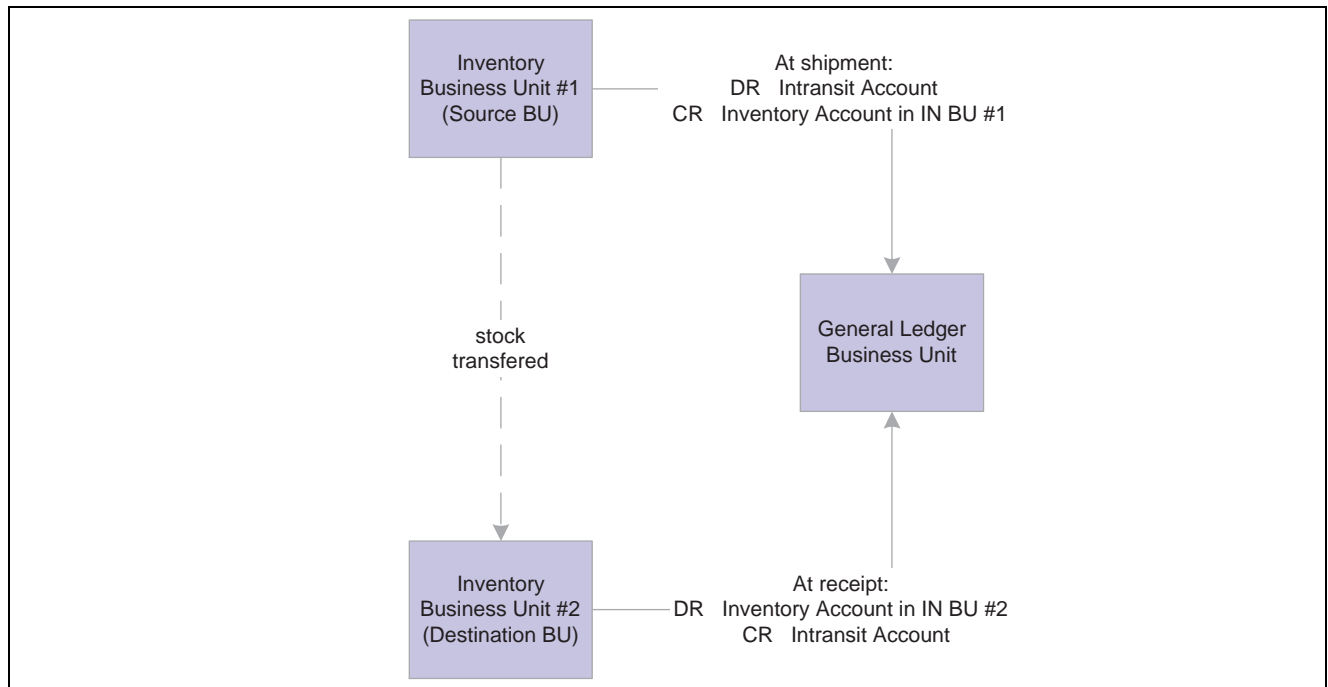 Inventory
Business Unit #1
(Source BU)
At shipment:
DR Intransit Account
CR Inventory Account in IN BU #1
stock
transfered
General Ledger
Business Unit
Inventory
Business Unit #2
(Destination BU)
At receipt:
DR Inventory Account in IN BU #2
CR Intransit Account